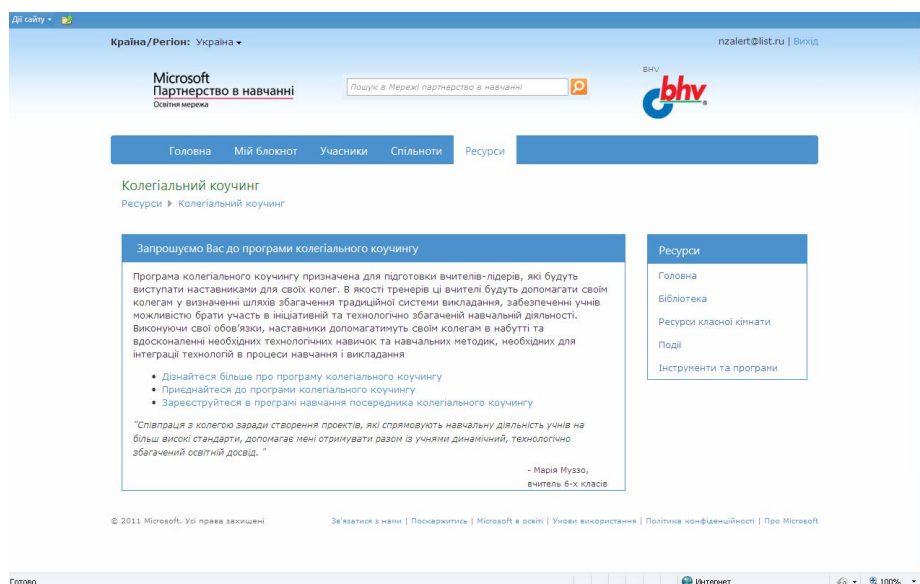 Дії сайту
Країна/Регіон: Україна
nzalert@list.ru | Вихід
Microsoft
Партнерство в навчанні
Освітня мережа
Пошук в Мережі партнерство в навчанні
BHV
bhv
Головна Мій блокнот Учасники Спільноти Ресурси
Колегіальний коучинг
Ресурси Колегіальний коучинг
Запрошуємо Вас до програми колегіального коучингу
Програма колегіального коучингу призначена для підготовки вчителів-лідерів, які будуть
виступати наставниками для своїх колег. В якості тренерів ці вчителі будуть допомагати своїм
колегам у визначенні шляхів збагачення традиційної системи викладання, забезпеченні учнів
можливістю брати участь в ініціативній та технологічно збагаченій навчальній діяльності.
Виконуючи свої обов'язки, наставники допомагатимуть своїм колегам в набутті та
вдосконаленні необхідних технологічних навичок та навчальних методик, необхідних для
інтеграції технологій в процеси навчання і викладання
• Дізнайтеся більше про програму колегіального коучингу
• Приєднайтеся до програми колегіального коучингу
• Зареєструйтеся в програмі навчання посередника колегіального коучингу
"Співпраця з колегою заради створення проектів, які спрямовують навчальну діяльність учнів на
більш високі стандарти, допомагає мені отримувати разом із учнями динамічний, технологічно
збагачений освітній досвід. "
- Марія Муззо,
вчитель 6-х класів
Ресурси
Головна
Бібліотека
Ресурси класної кімнати
Події
Інструменти та програми
© 2011 Microsoft. Усі права захищені
Зв'язатися з нами | Поскаржитись | Microsoft в освіті | Умови використання | Політика конфіденційності | Про Microsoft
Готово
Интернет
100%